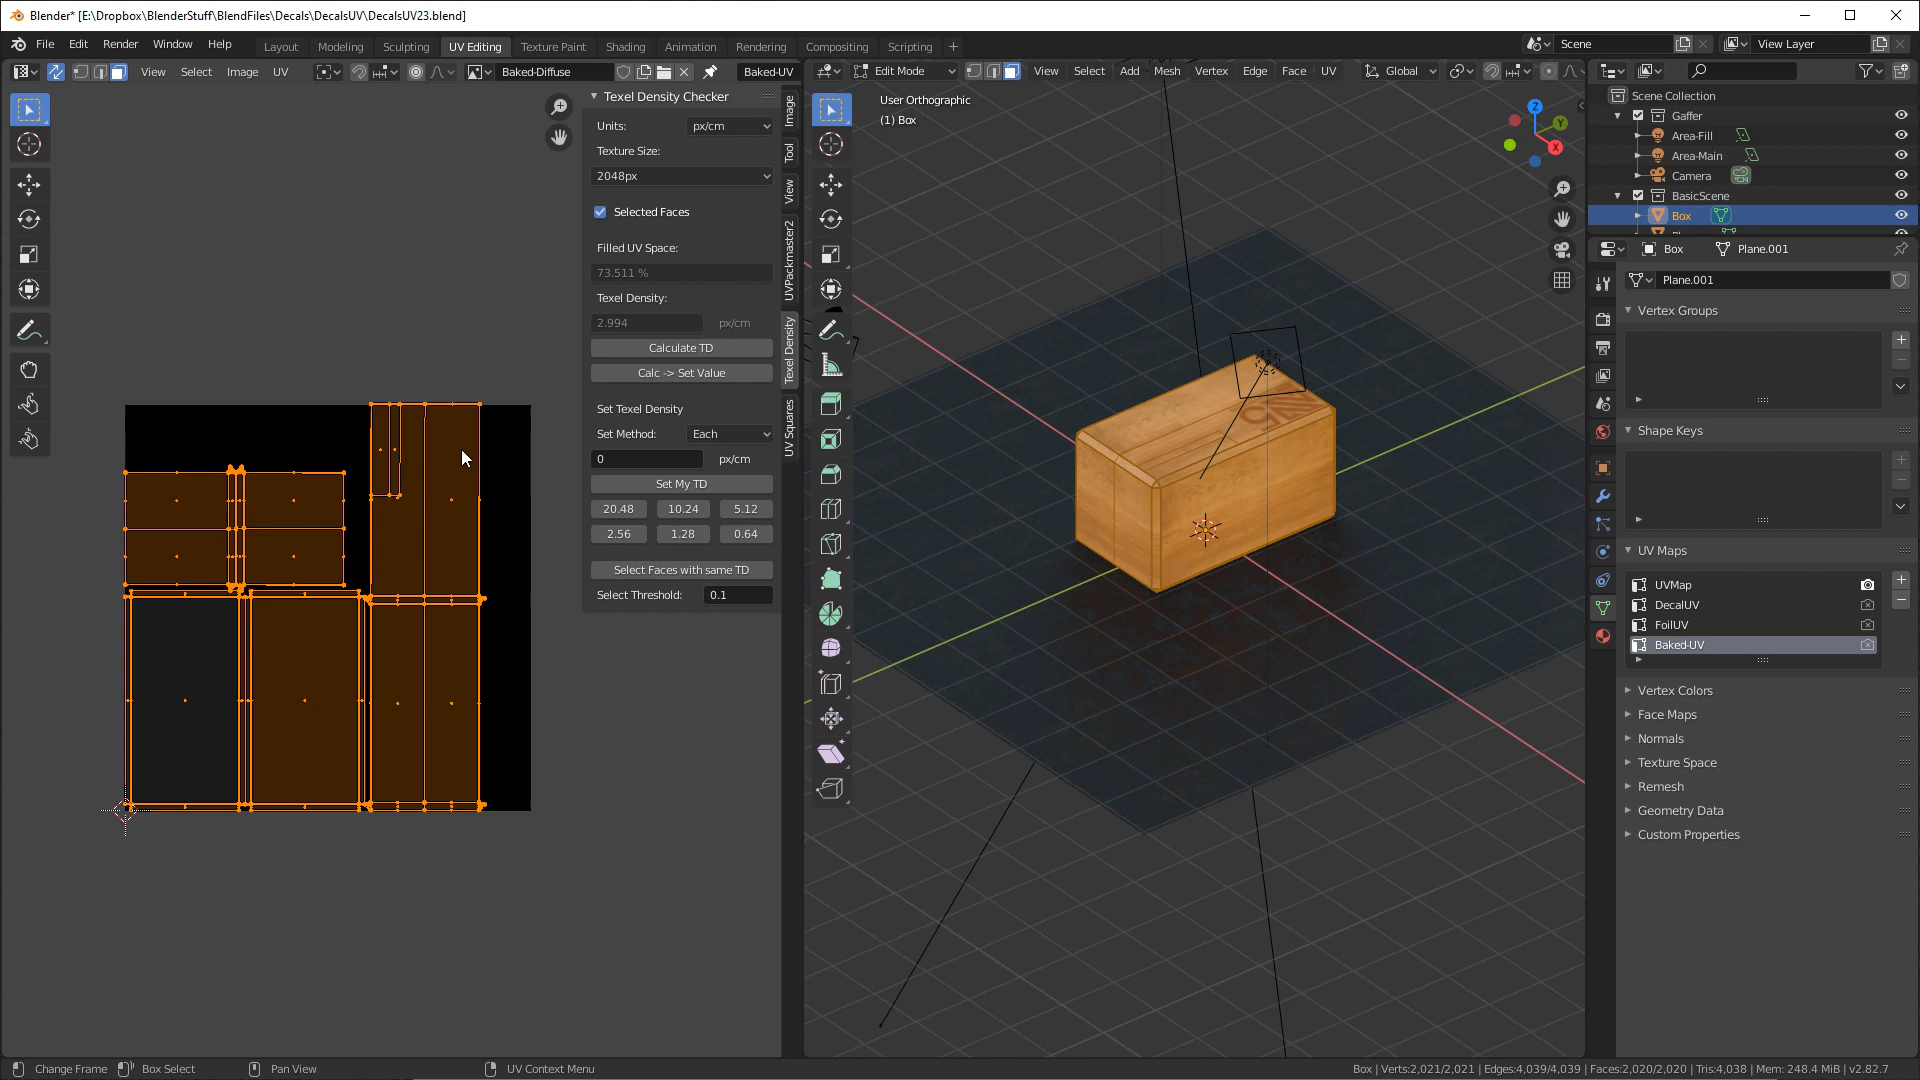 Blender* [E:\Dropbox\BlenderStuff\BlendFiles\Decals\DecalsUV\DecalsUV23.blend]
File Edit Render Window Help
Layout Modeling Sculpting UV Editing Texture Paint Shading Animation Rendering Compositing Scripting +
Scene
View Layer
View Select Image UV
Baked-Diffuse
Baked-UV
Edit Mode
View Select Add Mesh Vertex Edge Face UV
Global
Texel Density Checker
Units: px/cm
Texture Size:
2048px
Selected Faces
Filled UV Space:
73.511 %
Texel Density:
2.994 px/cm
Calculate TD
Calc -> Set Value
Set Texel Density
Set Method: Each
0 px/cm
Set My TD
20.48 10.24 5.12
2.56 1.28 0.64
Select Faces with same TD
Select Threshold: 0.1
Image
Tool
View
UVPackmaster2
Texel Density
UV Squares
User Orthographic
(1) Box
Z
Y
X
Scene Collection
Gaffer
Area-Fill
Area-Main
Camera
BasicScene
Box
Box Plane.001
Plane.001
Vertex Groups
Shape Keys
UV Maps
UVMap
DecalUV
FoilUV
Baked-UV
Vertex Colors
Face Maps
Normals
Texture Space
Remesh
Geometry Data
Custom Properties
Change Frame
Box Select
Pan View
UV Context Menu
Box | Verts:2,021/2,021 | Edges:4,039/4,039 | Faces:2,020/2,020 | Tris:4,038 | Mem: 248.4 MiB | v2.82.7